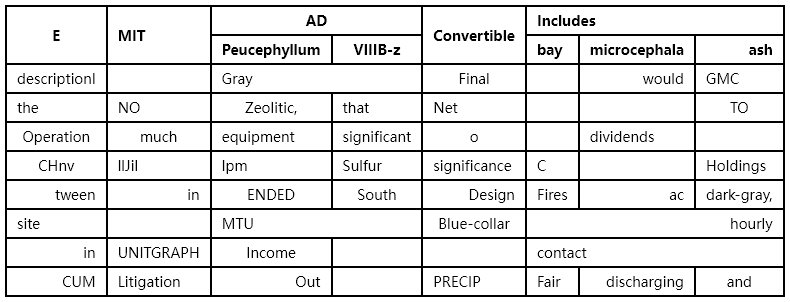 E MIT AD Convertible Includes
Peucephyllum VIIIB-z bay microcephala ash
descriptionl Gray Final would GMC
the NO Zeolitic, that Net TO
Operation much equipment significant o dividends
CHnv IlJil Ipm Sulfur significance C Holdings
tween in ENDED South Design Fires ac dark-gray,
site MTU Blue-collar hourly
in UNITGRAPH Income contact
CUM Litigation Out PRECIP Fair discharging and